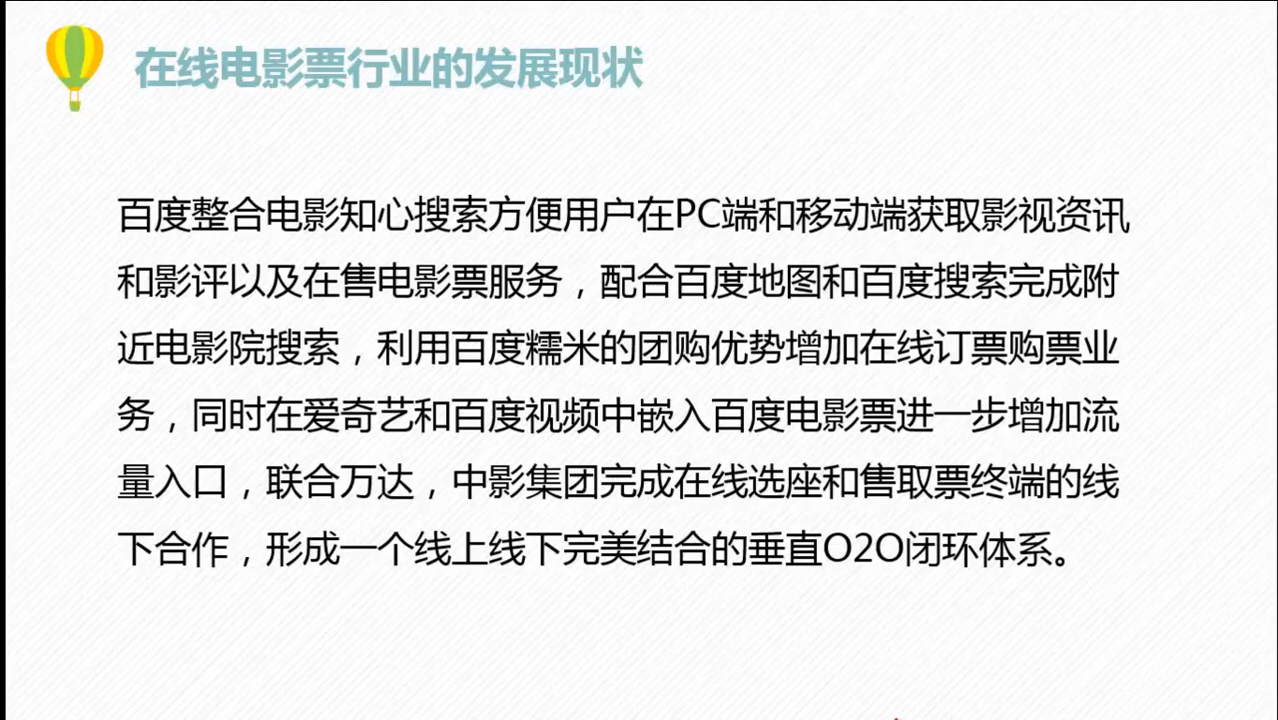 在线电影票行业的发展现状
百度整合电影知心搜索方便用户在PC端和移动端获取影视资讯
和影评以及在售电影票服务，配合百度地图和百度搜索完成附
近电影院搜索，利用百度糯米的团购优势增加在线订票购票业
务，同时在爱奇艺和百度视频中嵌入百度电影票进一步增加流
量入口，联合万达，中影集团完成在线选座和售取票终端的线
下合作，形成一个线上线下完美结合的垂直O2O闭环体系。